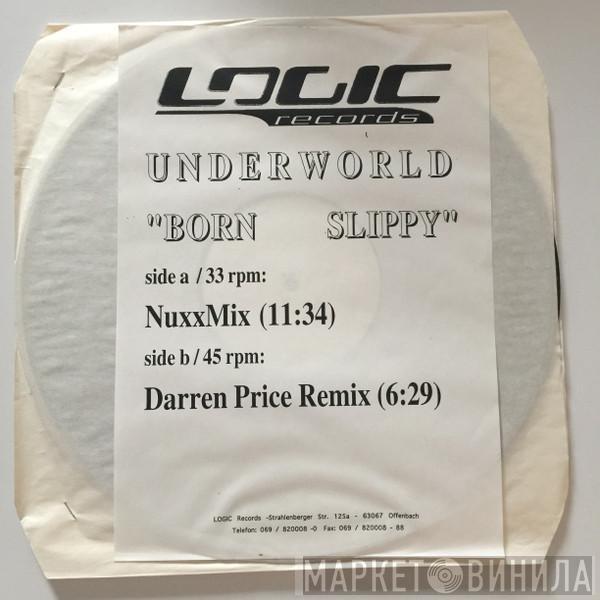 LOGIC
records
UNDERWORLD
"BORN SLIPPY"
side a / 33 rpm:
NuxxMix (11:34)
side b / 45 rpm:
Darren Price Remix (6:29)
LOGIC Records -Strahlenberger Str. 125a - 63067 Offenbach
Telefon: 069 / 820008 -0 Fax: 069 / 820008 - 88
МАРКЕТ ВИНИЛА